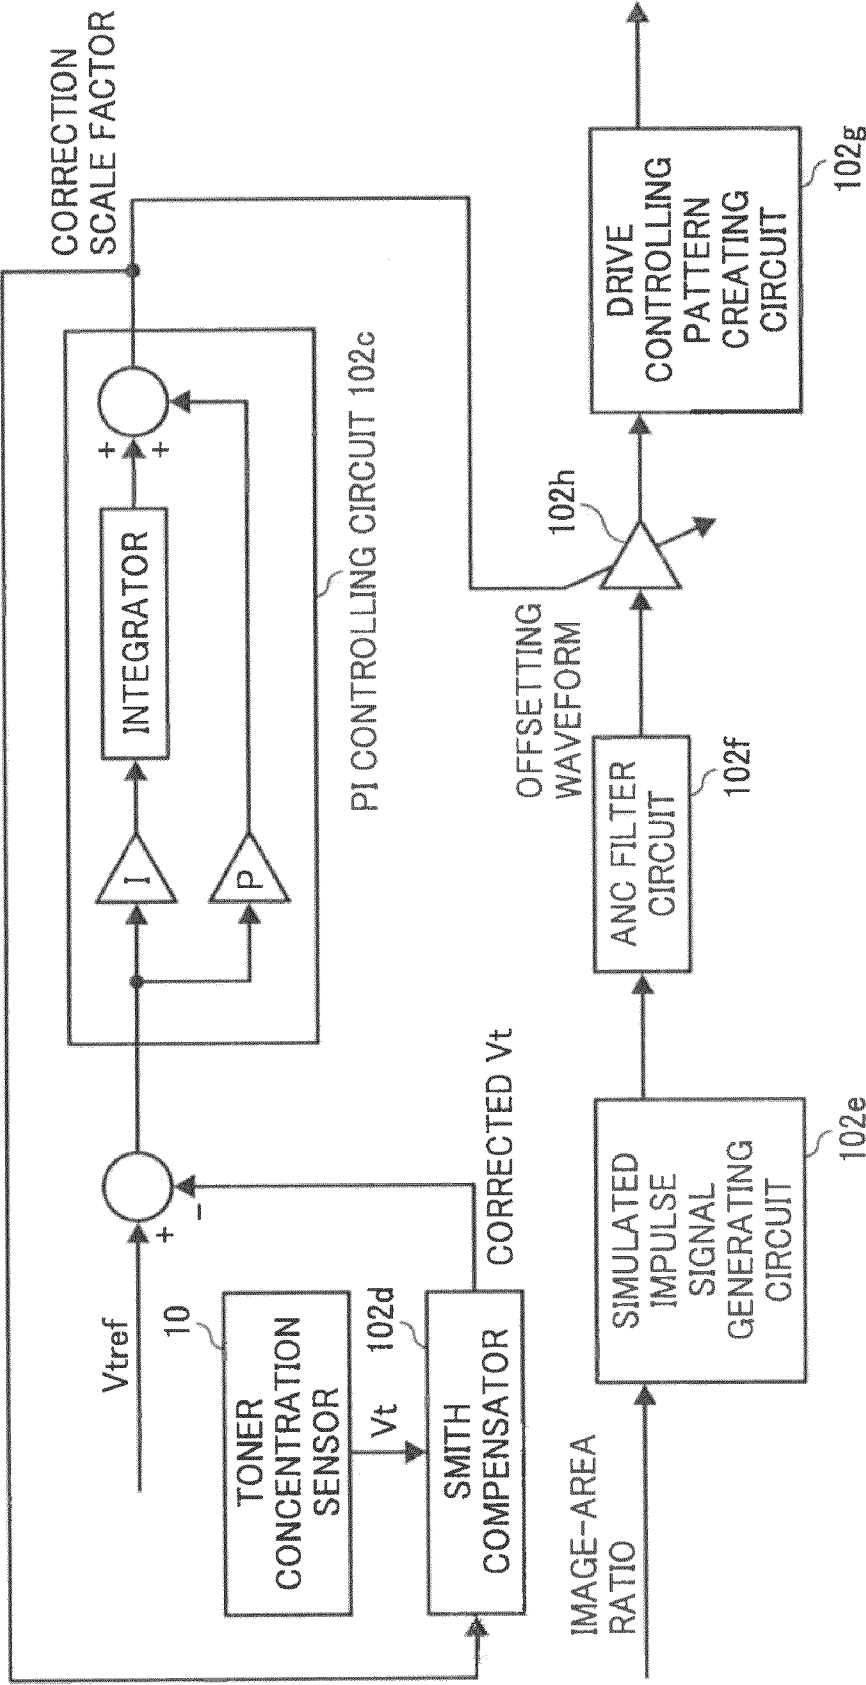 CORRECTION
SCALE FACTOR
Vtref
+
-
I
INTEGRATOR
+
+
P
PI CONTROLLING CIRCUIT 102c
10
TONER
CONCENTRATION
SENSOR
Vt
102d
SMITH
COMPENSATOR
CORRECTED Vt
IMAGE-AREA
RATIO
SIMULATED
IMPULSE
SIGNAL
GENERATING
CIRCUIT
102e
ANC FILTER
CIRCUIT
102f
OFFSETTING
WAVEFORM
102h
DRIVE
CONTROLLING
PATTERN
CREATING
CIRCUIT
102g